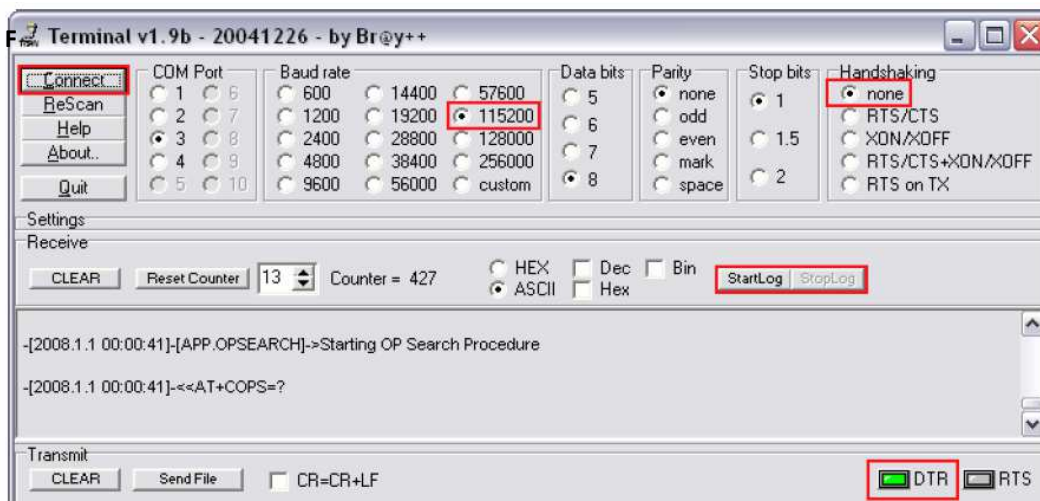 F Terminal v1.9b - 20041226 - by Br@y++
Connect
ReScan
Help
About..
Quit
COM Port
1 6
2 7
3 8
4 9
5 10
Baud rate
600 14400 57600
1200 19200 115200
2400 28800 128000
4800 38400 256000
9600 56000 custom
Data bits
5
6
7
8
Parity
none
odd
even
mark
space
Stop bits
1
1.5
2
Handshaking
none
RTS/CTS
XON/XOFF
RTS/CTS+XON/XOFF
RTS on TX
Settings
Receive
CLEAR Reset Counter 13 Counter = 427 HEX Dec Bin StartLog StopLog
ASCII Hex
-[2008.1.1 00:00:41]-[APP.OPSEARCH]->Starting OP Search Procedure
-[2008.1.1 00:00:41]-<<AT+COPS=?
Transmit
CLEAR Send File CR=CR+LF DTR RTS